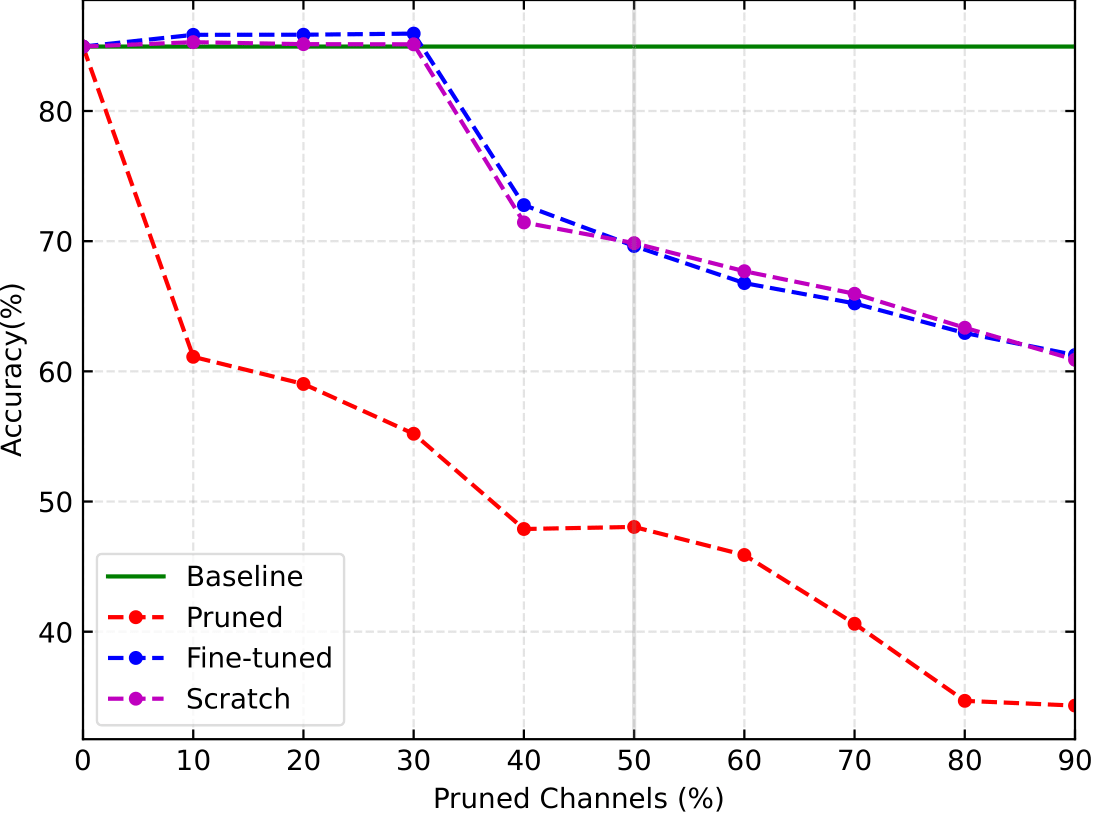 80
70
60
50
40
Accuracy(%)
Baseline
Pruned
Fine-tuned
Scratch
0 10 20 30 40 50 60 70 80 90
Pruned Channels (%)